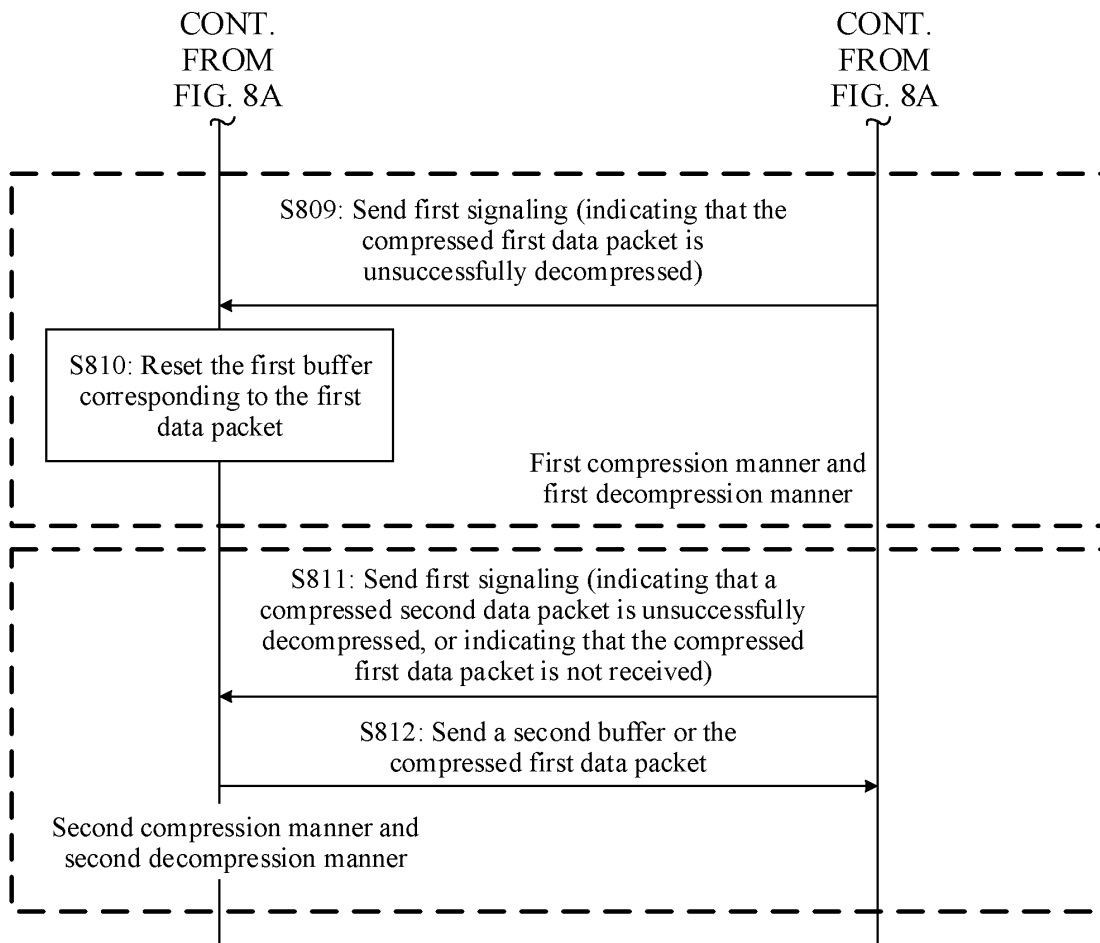 CONT.
FROM
FIG. 8A
CONT.
FROM
FIG. 8A
S809: Send first signaling (indicating that the
compressed first data packet is
unsuccessfully decompressed)
S810: Reset the first buffer
corresponding to the first
data packet
First compression manner and
first decompression manner
S811: Send first signaling (indicating that a
compressed second data packet is unsuccessfully
decompressed, or indicating that the compressed
first data packet is not received)
S812: Send a second buffer or the
compressed first data packet
Second compression manner and
second decompression manner